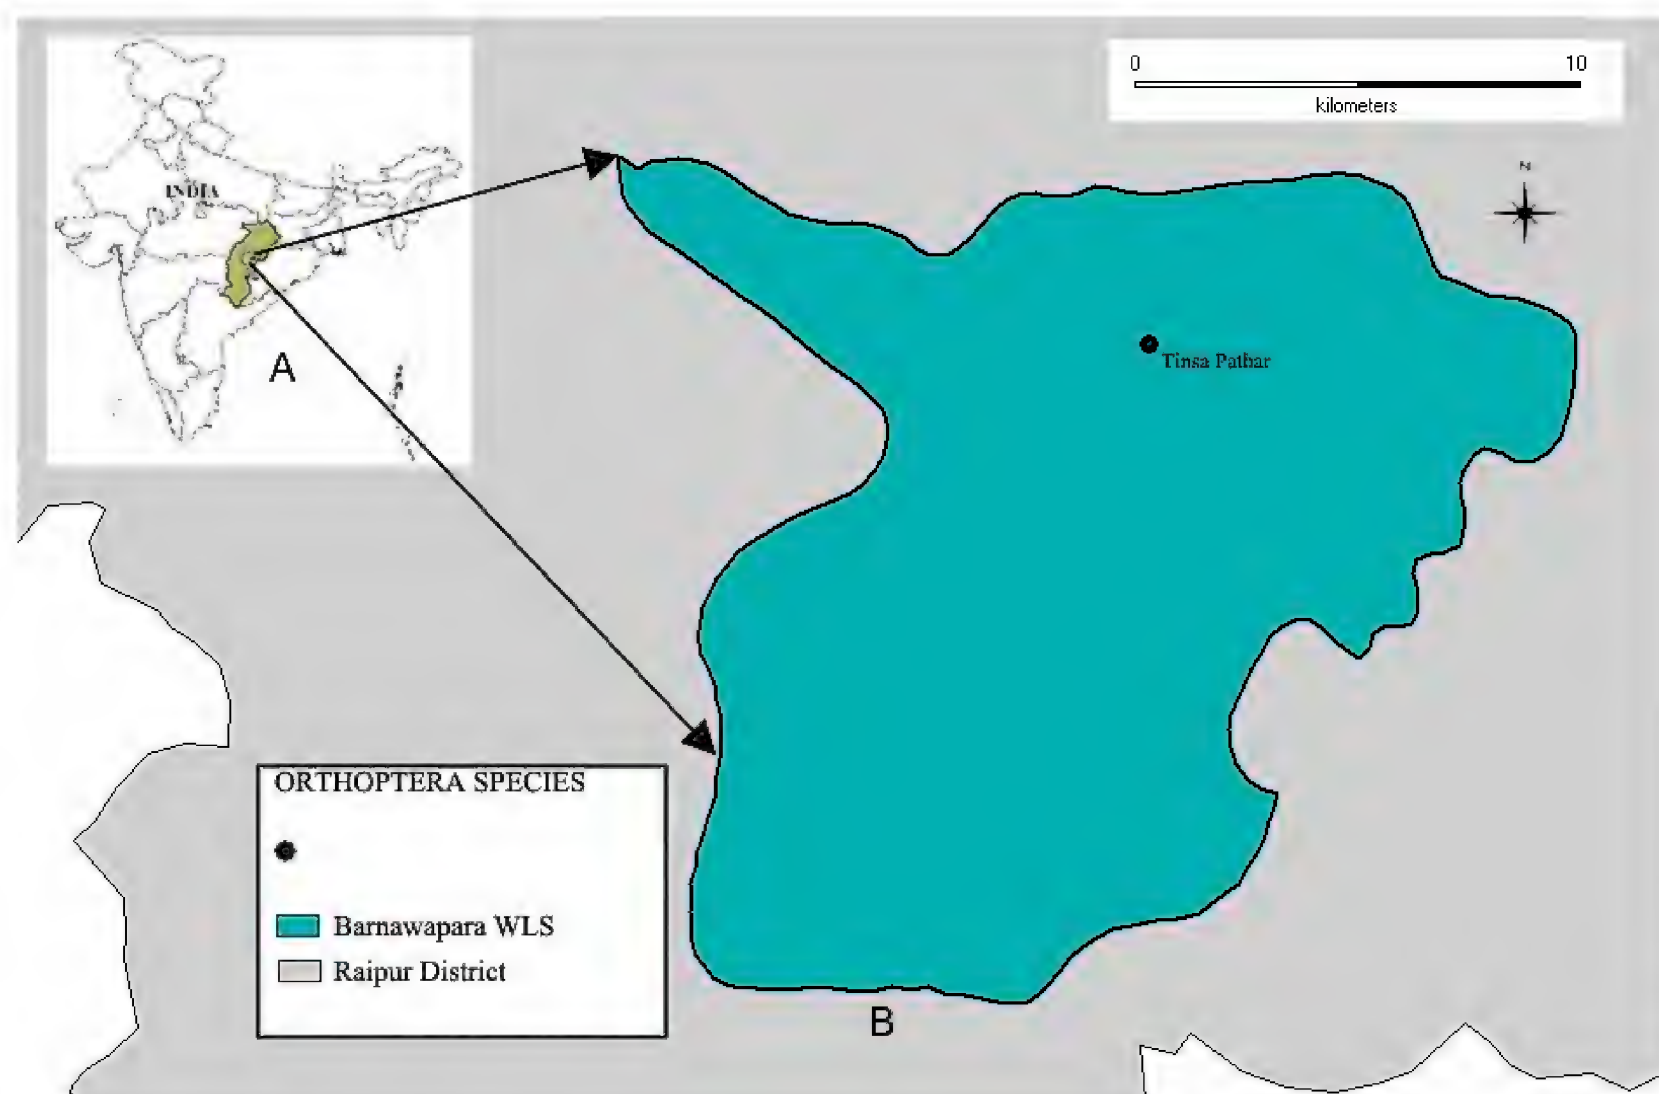 0 10
kilometers
N
INDIA
A
Tinsa Pathar
ORTHOPTERA SPECIES
Barnawapara WLS
Raipur District
B